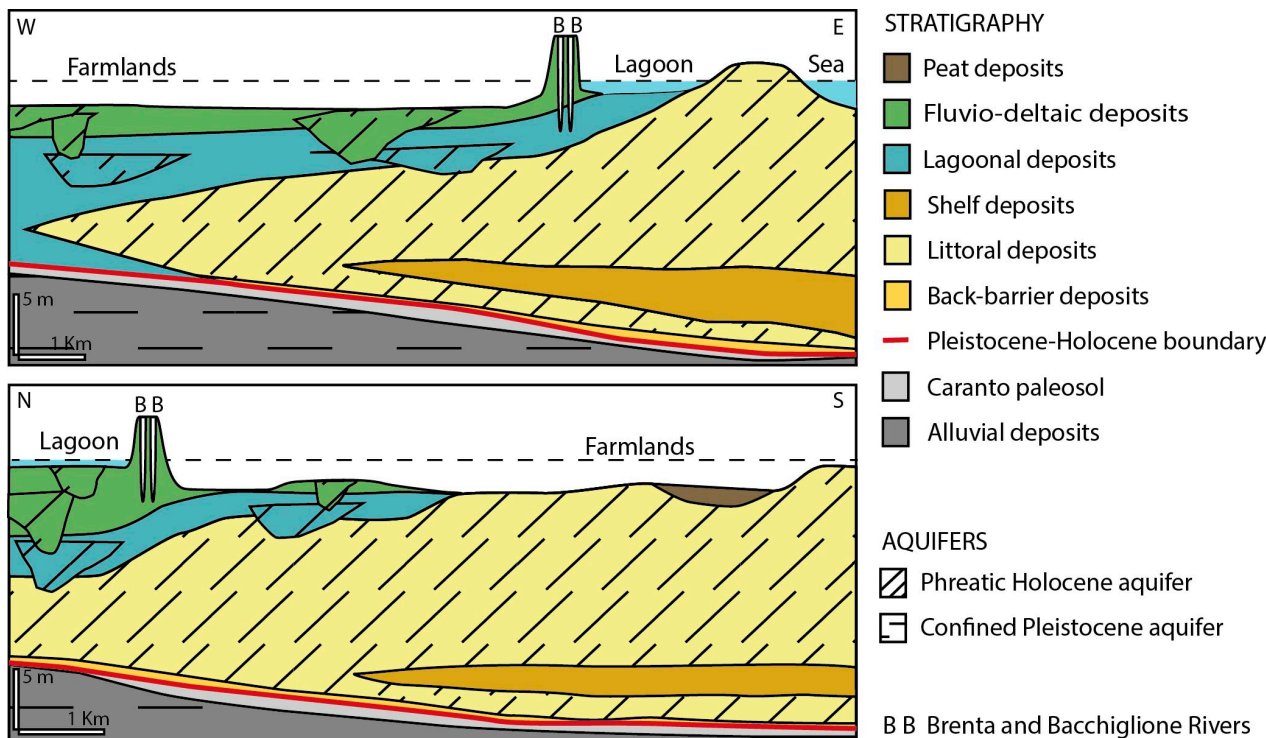 W
E
B B
Farmlands
Lagoon
Sea
5 m
1 Km
N
S
B B
Lagoon
Farmlands
5 m
1 Km
STRATIGRAPHY
Peat deposits
Fluvio-deltaic deposits
Lagoonal deposits
Shelf deposits
Littoral deposits
Back-barrier deposits
Pleistocene-Holocene boundary
Caranto paleosol
Alluvial deposits
AQUIFERS
Phreatic Holocene aquifer
Confined Pleistocene aquifer
B B Brenta and Bacchiglione Rivers